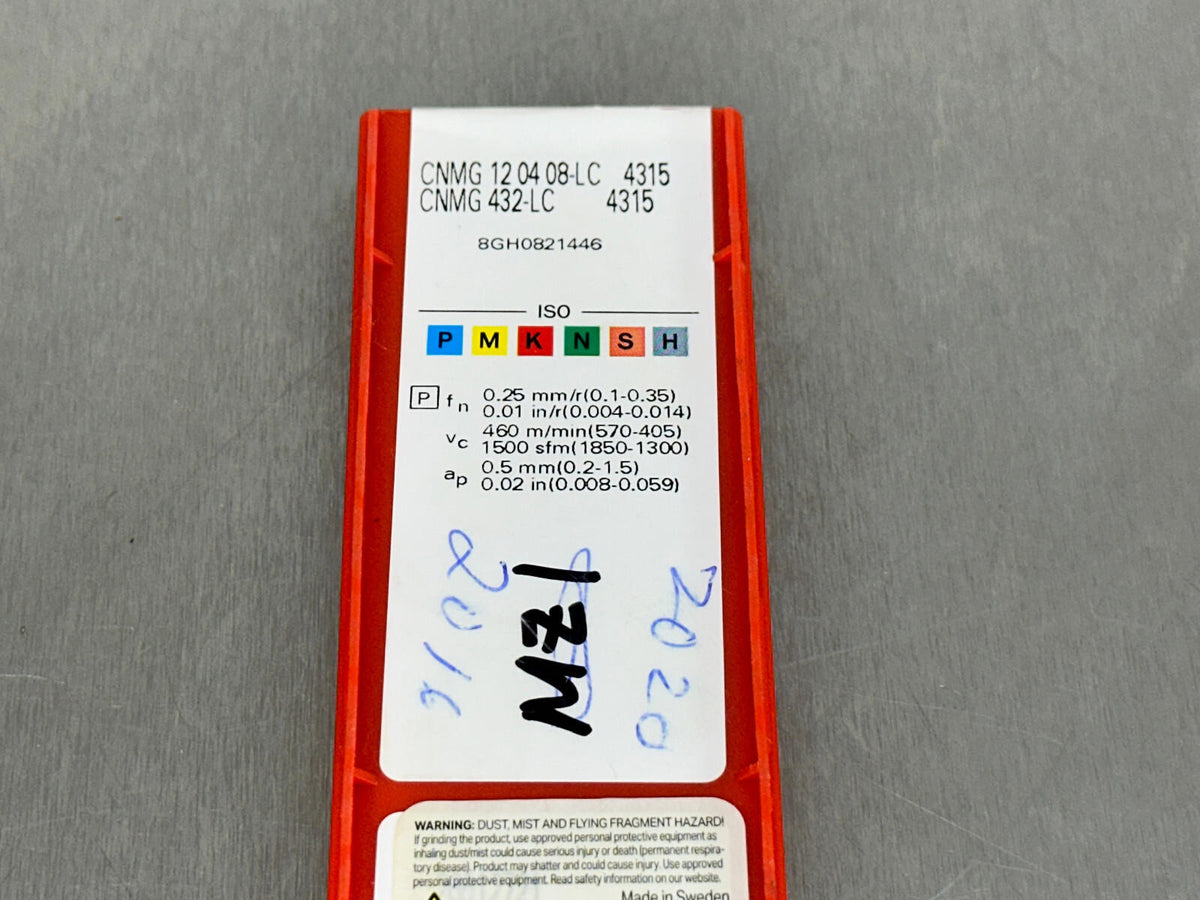 CNMG 12 04 08-LC 4315
CNMG 432-LC 4315
8GH0821446
ISO
P M K N S H
P fn 0.25 mm/r(0.1-0.35)
0.01 in/r(0.004-0.014)
vc 460 m/min(570-405)
1500 sfm(1850-1300)
ap 0.5 mm(0.2-1.5)
0.02 in(0.008-0.059)
MZ1
2020
WARNING: DUST, MIST AND FLYING FRAGMENT HAZARD!
If grinding the product, use approved personal protective equipment as
inhaling dust/mist could cause serious injury or death (permanent respira-
tory disease). Product may shatter and could cause injury. Use approved
personal protective equipment. Read safety information on our website.
Made in Sweden